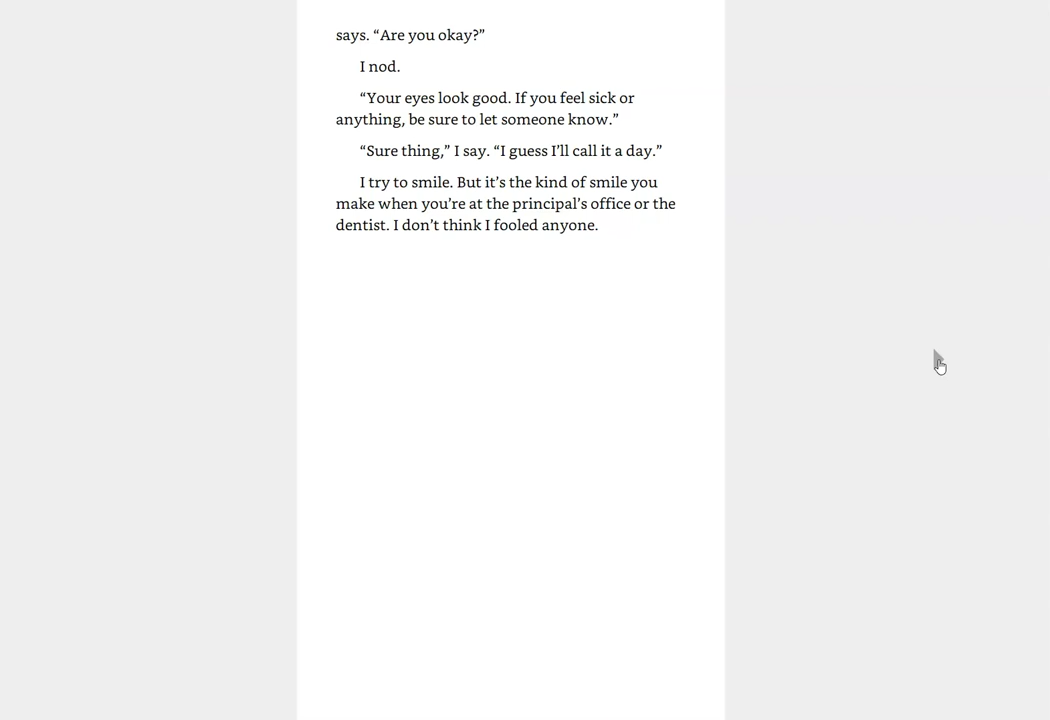 says. “Are you okay?”
I nod.
“Your eyes look good. If you feel sick or
anything, be sure to let someone know.”
“Sure thing,” I say. “I guess I’ll call it a day.”
I try to smile. But it’s the kind of smile you
make when you’re at the principal’s office or the
dentist. I don’t think I fooled anyone.